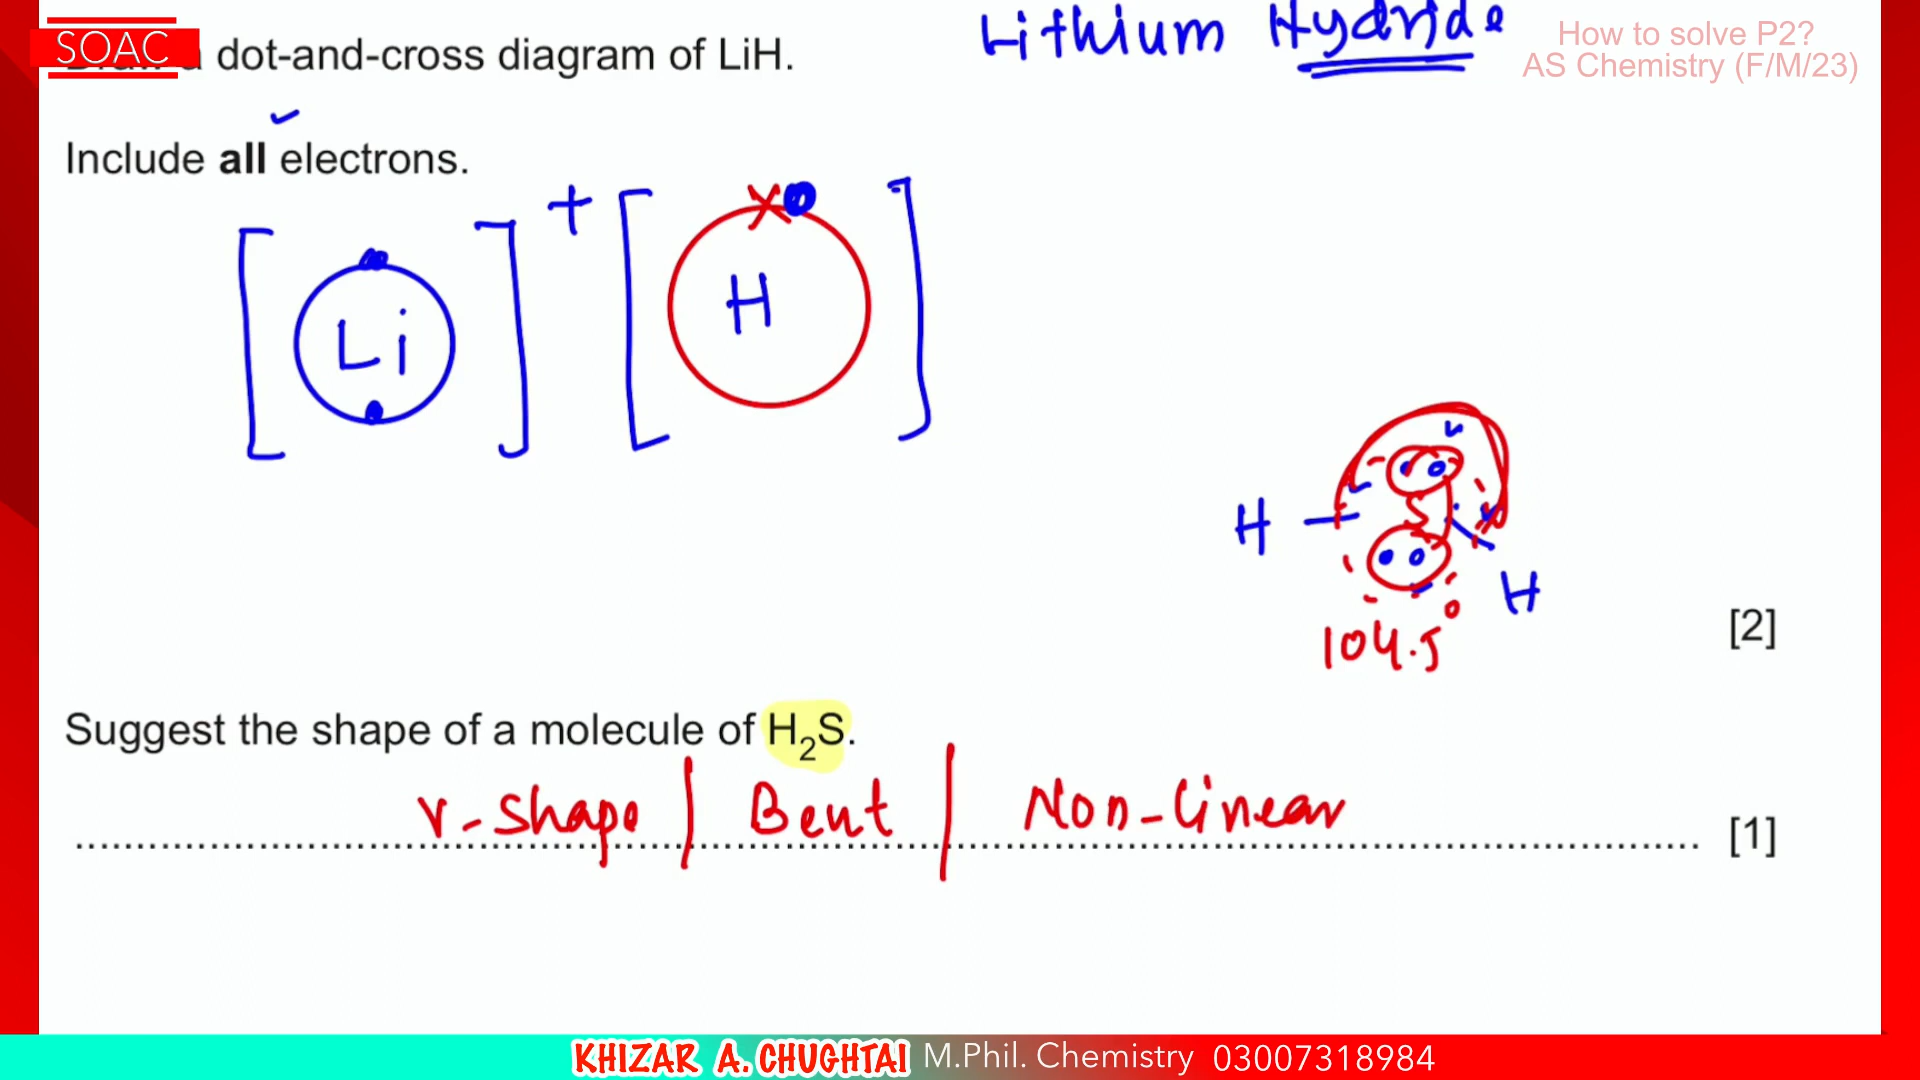 SOAC
Draw a dot-and-cross diagram of LiH.
Lithium Hydride
How to solve P2?
AS Chemistry (F/M/23)
Include all electrons.
[Li]+ [H]
H S H
104.5°
[2]
Suggest the shape of a molecule of H₂S.
V-Shape | Bent | Non-linear
[1]
KHIZAR A. CHUGHTAI M.Phil. Chemistry 03007318984